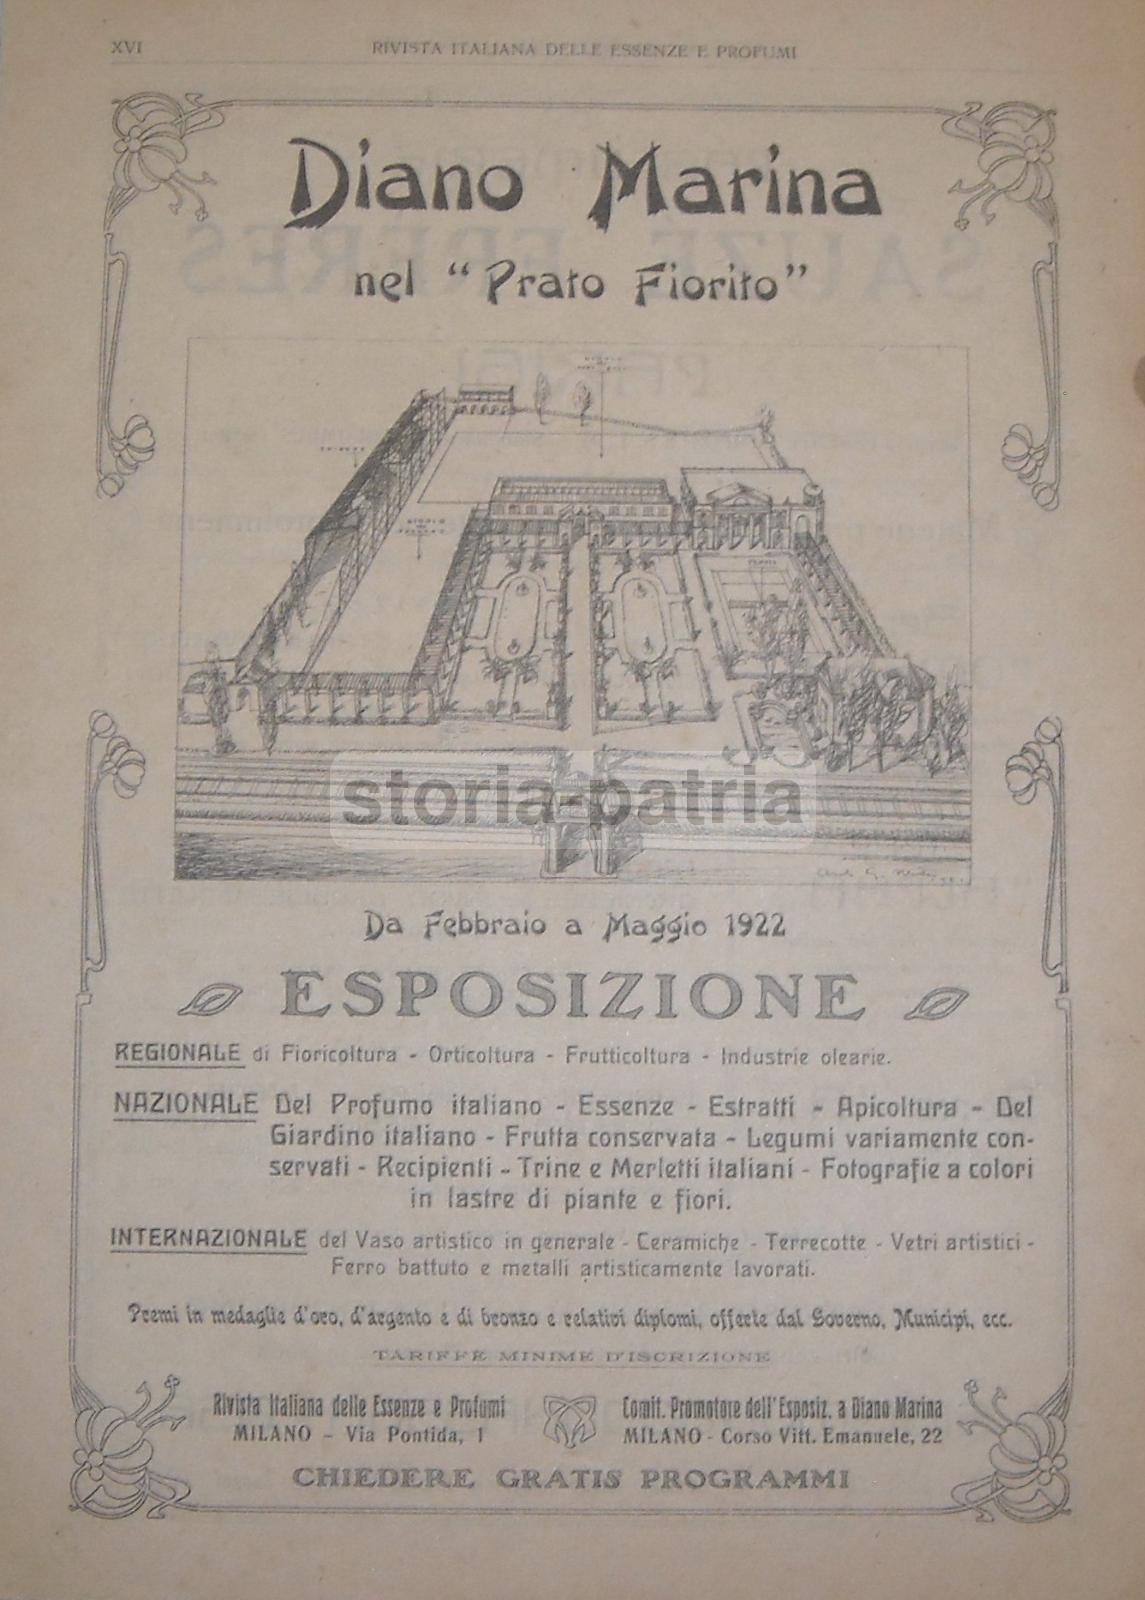 XVI
RIVISTA ITALIANA DELLE ESSENZE E PROFUMI
Diano Marina
nel "Prato Fiorito"
storia-patria
Da Febbraio a Maggio 1922
ESPOSIZIONE
REGIONALE di Fioricoltura - Orticoltura - Frutticoltura - Industrie olearie.
NAZIONALE Del Profumo italiano - Essenze - Estratti - Apicoltura - Del
Giardino italiano - Frutta conservata - Legumi variamente con-
servati - Recipienti - Trine e Merletti italiani - Fotografie a colori
in lastre di piante e fiori.
INTERNAZIONALE del Vaso artistico in generale - Ceramiche - Terrecotte - Vetri artistici -
Ferro battuto e metalli artisticamente lavorati.
Premi in medaglie d'oro, d'argento e di bronzo e relativi diplomi, offerte dal Governo, Municipi, ecc.
TARIFFE MINIME D'ISCRIZIONE
Rivista Italiana delle Essenze e Profumi
MILANO - Via Pontida, 1
Comit. Promotore dell'Esposiz. a Diano Marina
MILANO - Corso Vitt. Emanuele, 22
CHIEDERE GRATIS PROGRAMMI